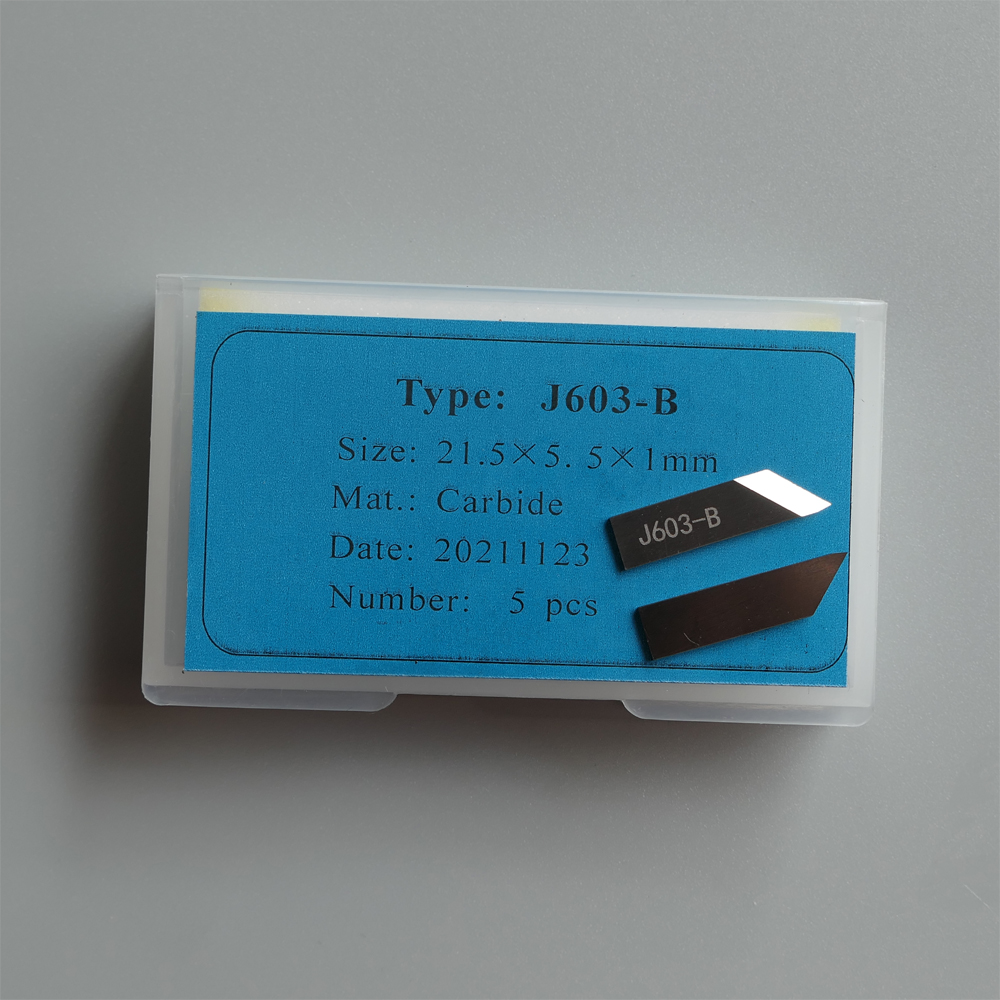 Type: J603-B
Size: 21.5×5.5×1mm
Mat.: Carbide
Date: 20211123
Number: 5 pcs
J603-B